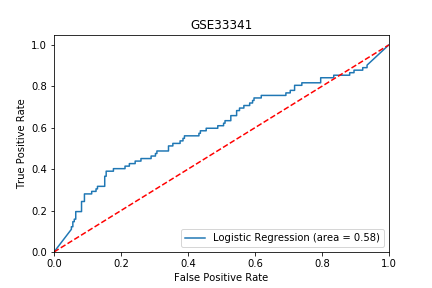 GSE33341
True Positive Rate
1.0
0.8
0.6
0.4
0.2
0.0
Logistic Regression (area = 0.58)
0.0 0.2 0.4 0.6 0.8 1.0
False Positive Rate